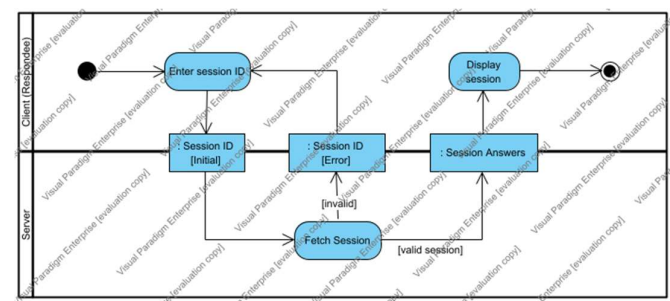 Client (Respondee)
Enter session ID
Display
session
: Session ID
[Initial]
: Session ID
[Error]
: Session Answers
Server
[invalid]
Fetch Session
[valid session]
Visual Paradigm Enterprise [evaluation copy]